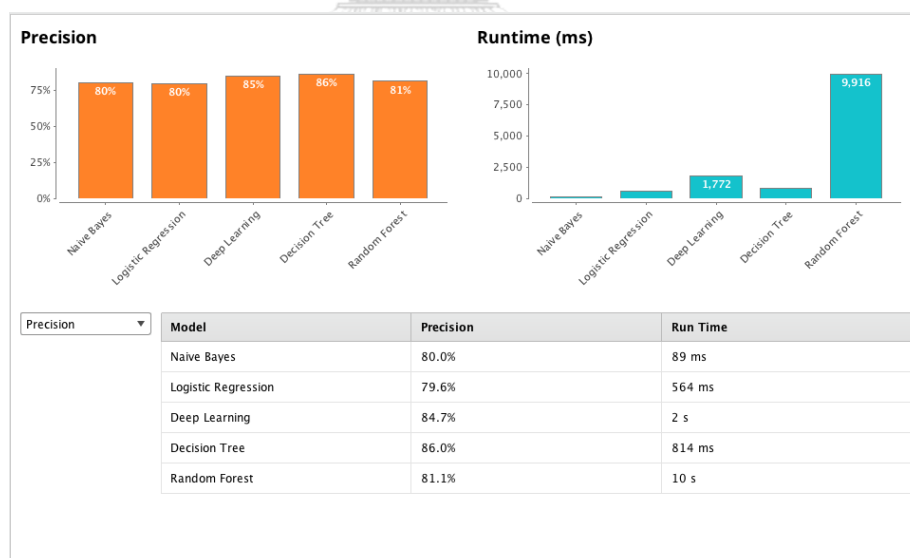 Precision
75%
50%
25%
0%
80%
80%
85%
86%
81%
Naive Bayes
Logistic Regression
Deep Learning
Decision Tree
Random Forest
Runtime (ms)
10,000
7,500
5,000
2,500
0
1,772
9,916
Naive Bayes
Logistic Regression
Deep Learning
Decision Tree
Random Forest
Precision
Model Precision Run Time
Naive Bayes 80.0% 89 ms
Logistic Regression 79.6% 564 ms
Deep Learning 84.7% 2 s
Decision Tree 86.0% 814 ms
Random Forest 81.1% 10 s